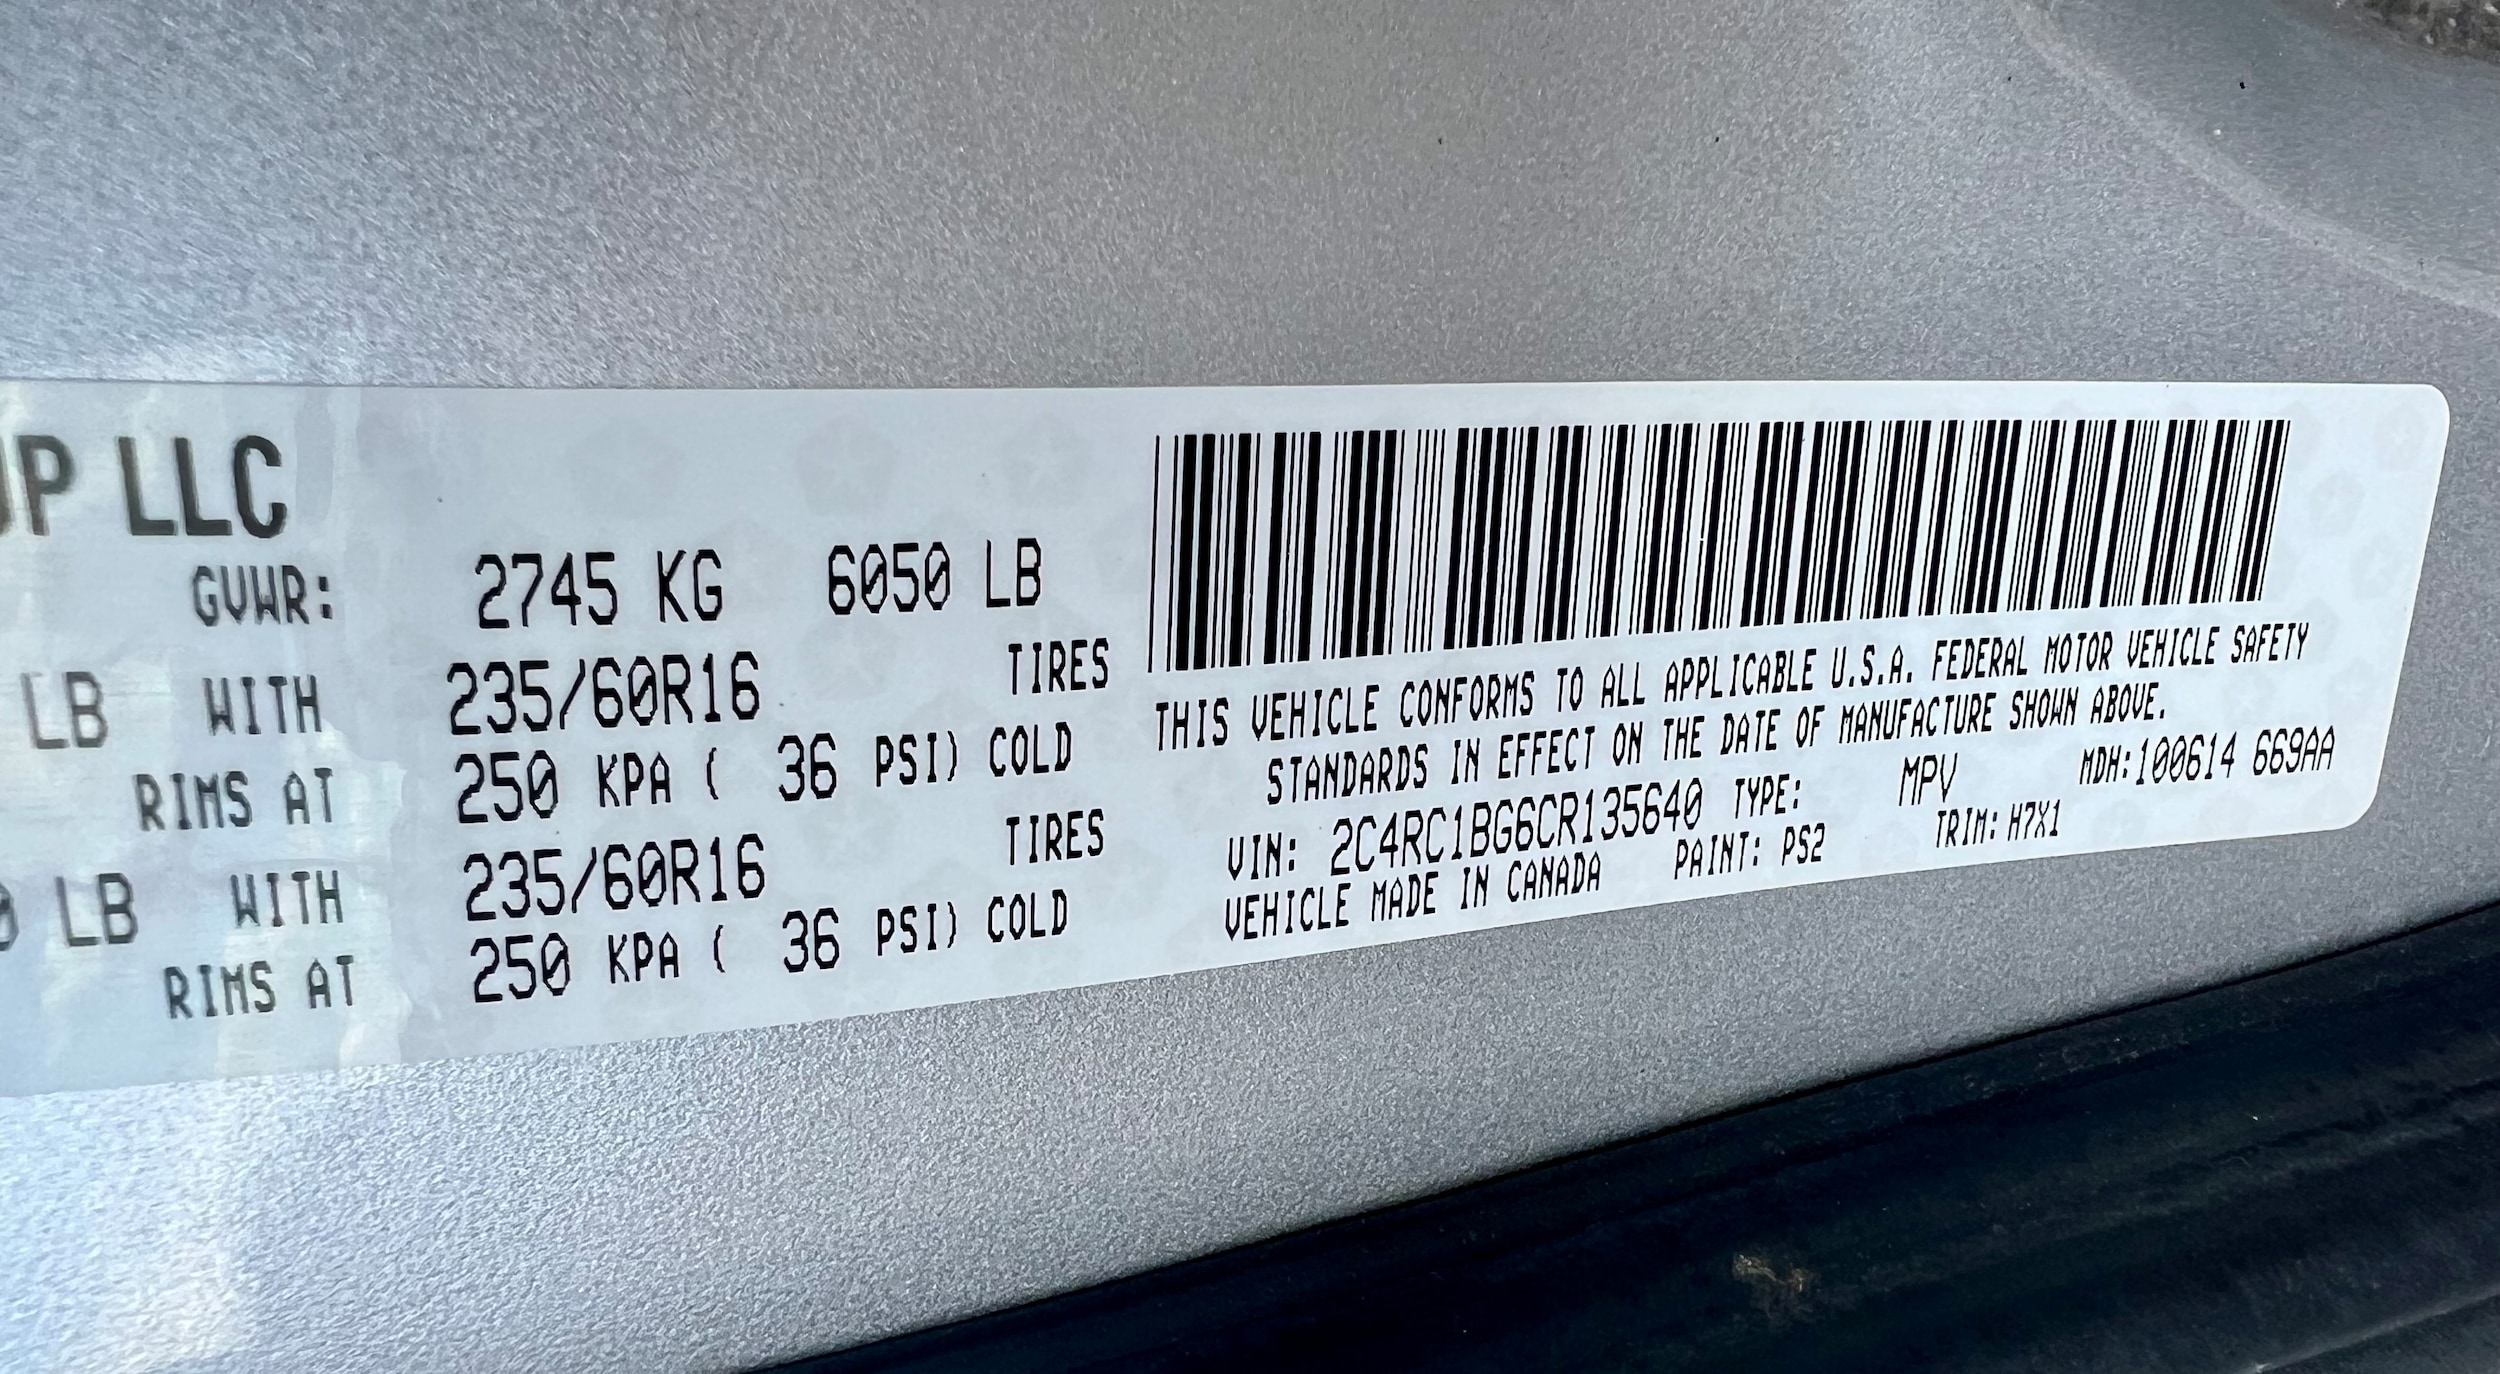 UP LLC
GVWR: 2745 KG 6050 LB
LB WITH 235/60R16 TIRES
RIMS AT 250 KPA ( 36 PSI) COLD
0 LB WITH 235/60R16 TIRES
RIMS AT 250 KPA ( 36 PSI) COLD
THIS VEHICLE CONFORMS TO ALL APPLICABLE U.S.A. FEDERAL MOTOR VEHICLE SAFETY
STANDARDS IN EFFECT ON THE DATE OF MANUFACTURE SHOWN ABOVE.
VIN: 2C4RC1BG6CR135640 TYPE: MPV MDH:100614 669AA
VEHICLE MADE IN CANADA PAINT: PS2 TRIM: H7X1